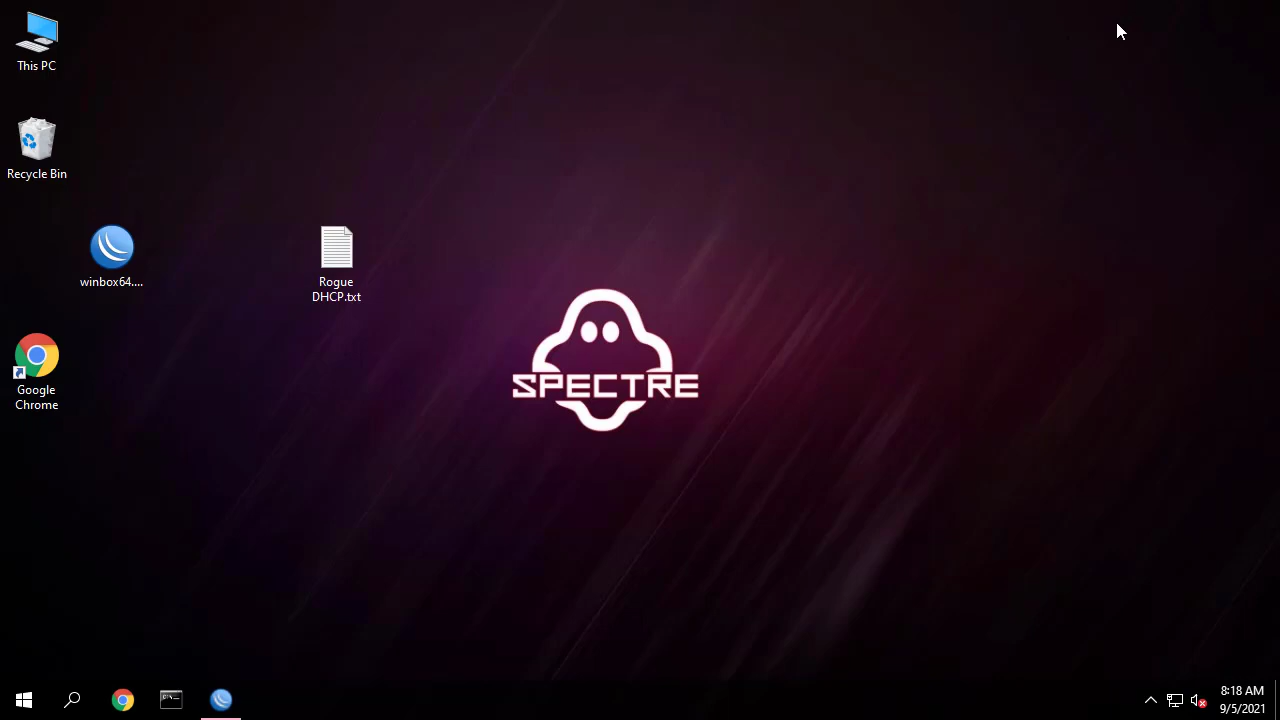 This PC
Recycle Bin
winbox64....
Rogue
DHCP.txt
SPECTRE
Google
Chrome
8:18 AM
9/5/2021